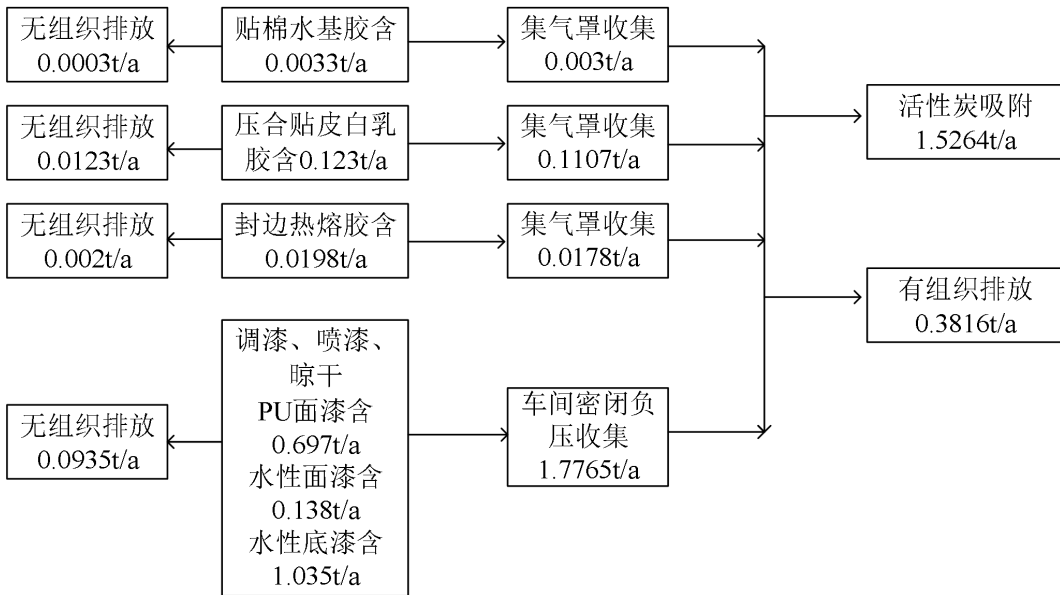 无组织排放
0.0003t/a
贴棉水基胶含
0.0033t/a
集气罩收集
0.003t/a
无组织排放
0.0123t/a
压合贴皮白乳
胶含0.123t/a
集气罩收集
0.1107t/a
活性炭吸附
1.5264t/a
无组织排放
0.002t/a
封边热熔胶含
0.0198t/a
集气罩收集
0.0178t/a
有组织排放
0.3816t/a
无组织排放
0.0935t/a
调漆、喷漆、
晾干
PU面漆含
0.697t/a
水性面漆含
0.138t/a
水性底漆含
1.035t/a
车间密闭负
压收集
1.7765t/a